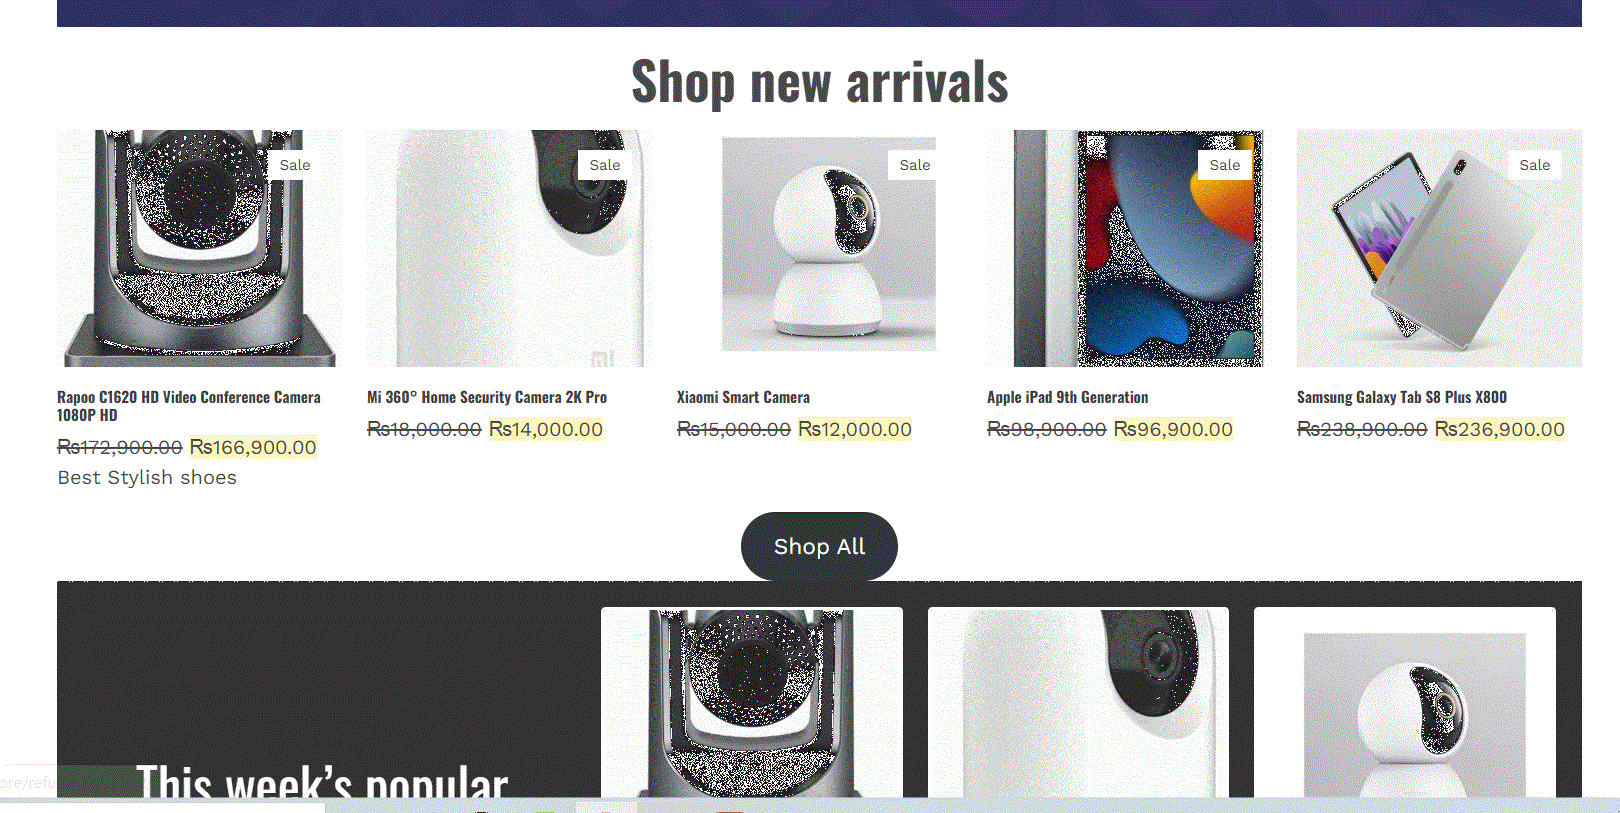 Shop new arrivals
Sale
Sale
Sale
Sale
Sale
mi
Rapoo C1620 HD Video Conference Camera
1080P HD
₨172,900.00 ₨166,900.00
Best Stylish shoes
Mi 360° Home Security Camera 2K Pro
₨18,000.00 ₨14,000.00
Xiaomi Smart Camera
₨15,000.00 ₨12,000.00
Apple iPad 9th Generation
₨98,900.00 ₨96,900.00
Samsung Galaxy Tab S8 Plus X800
₨238,900.00 ₨236,900.00
Shop All
This week’s popular
ore/refu